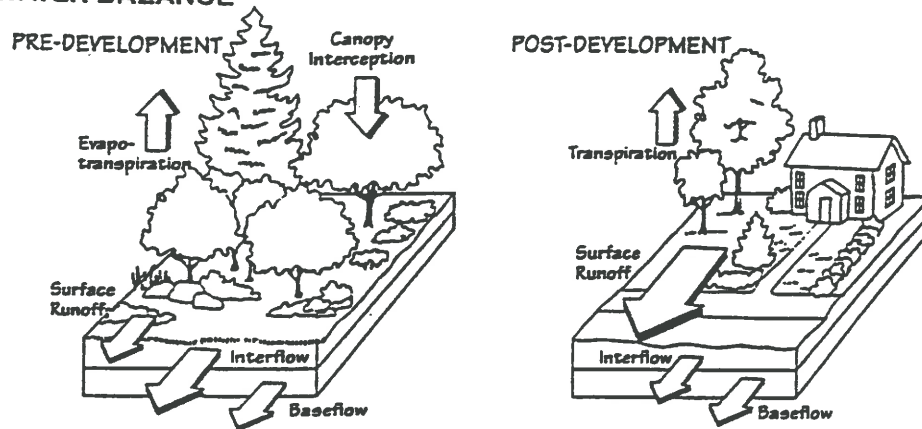 PRE-DEVELOPMENT
Canopy
Interception
Evapo-
transpiration
Surface
Runoff
Interflow
Baseflow
POST-DEVELOPMENT
Transpiration
Surface
Runoff
Interflow
Baseflow